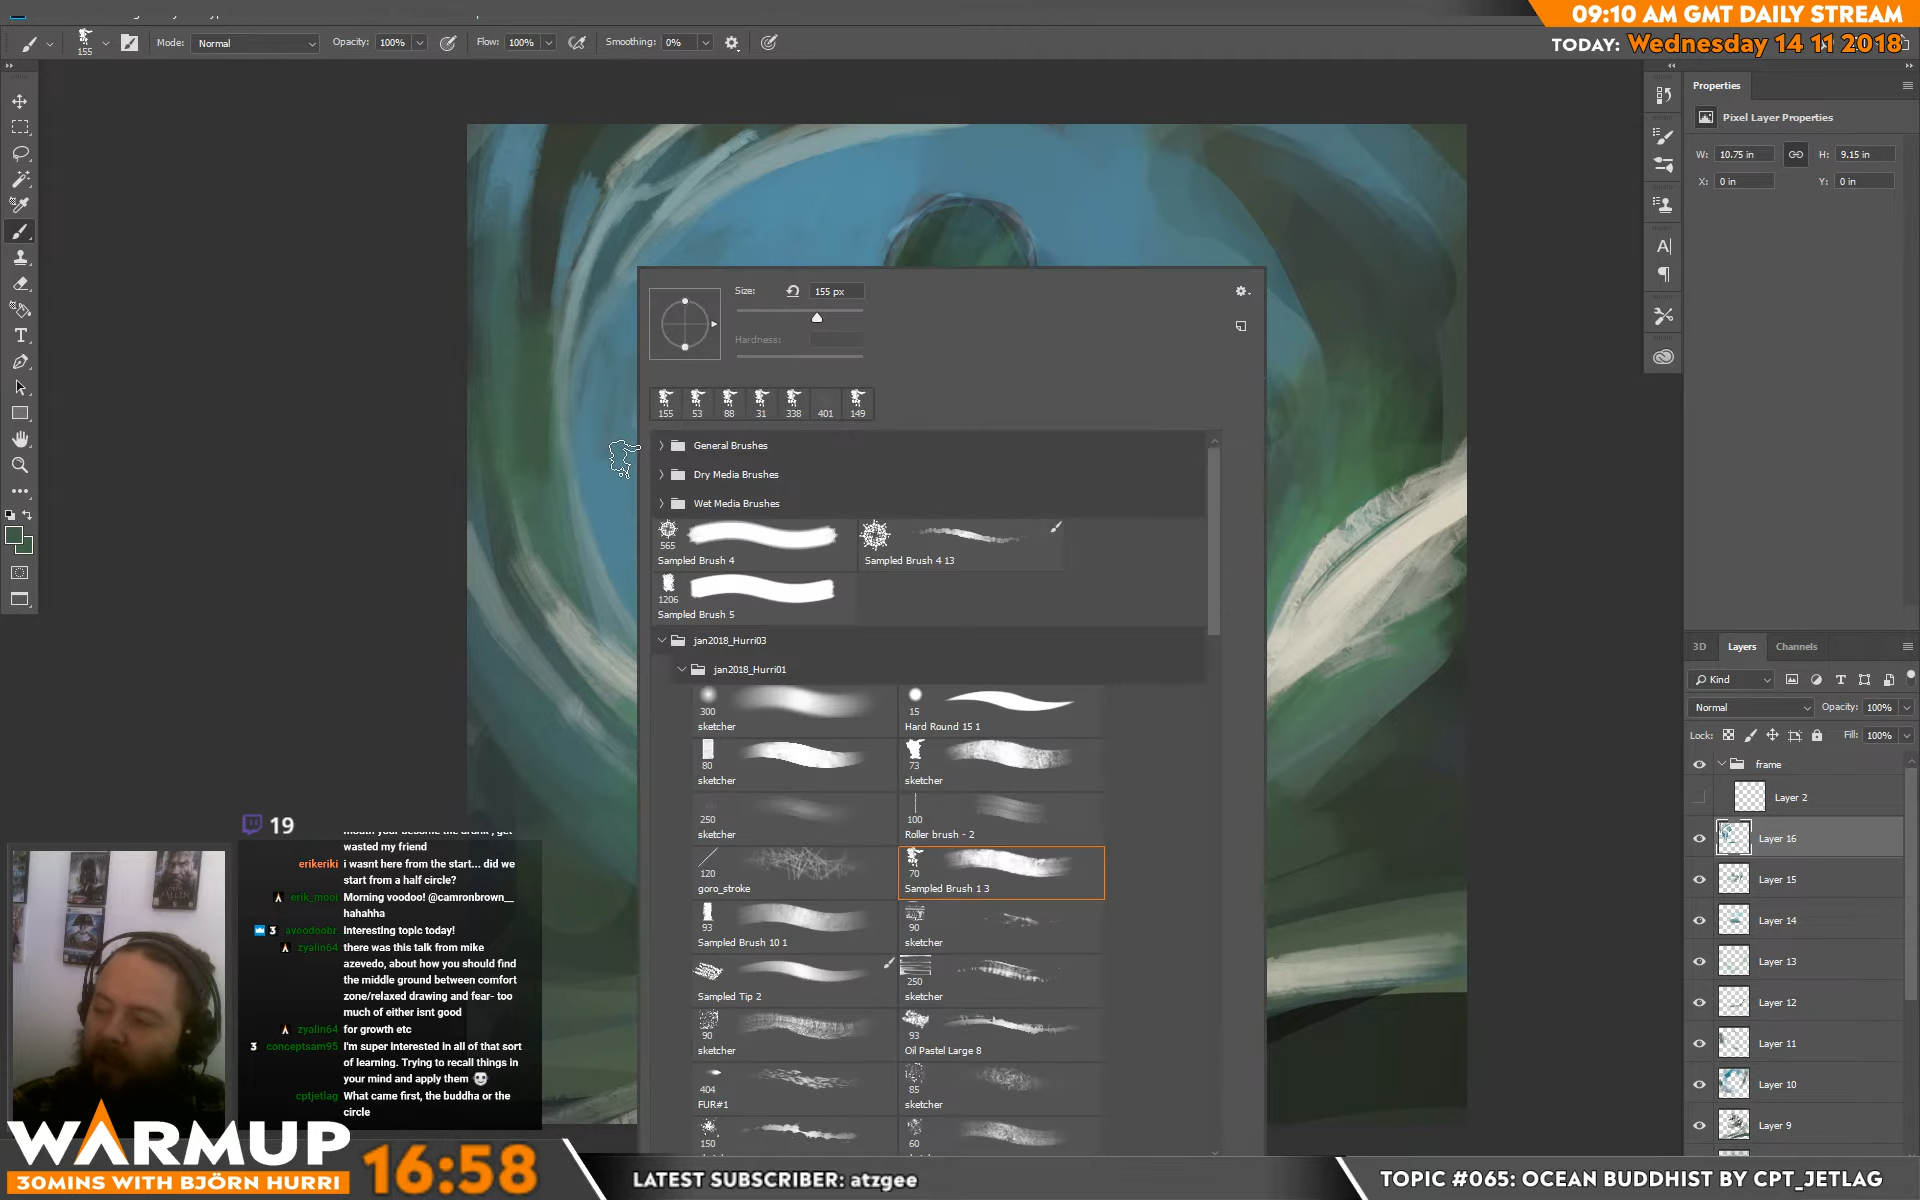 09:10 AM GMT DAILY STREAM
TODAY: Wednesday 14 11 2018
155
Mode: Normal
Opacity: 100%
Flow: 100%
Smoothing: 0%
Properties
Pixel Layer Properties
W: 10.75 in
H: 9.15 in
X: 0 in
Y: 0 in
Size: 155 px
Hardness:
155 53 88 31 338 401 149
General Brushes
Dry Media Brushes
Wet Media Brushes
565
Sampled Brush 4
Sampled Brush 4 13
1206
Sampled Brush 5
jan2018_Hurri03
jan2018_Hurri01
300
sketcher
15
Hard Round 15 1
80
sketcher
73
sketcher
250
sketcher
100
Roller brush - 2
120
goro_stroke
70
Sampled Brush 1 3
93
Sampled Brush 10 1
90
sketcher
Sampled Tip 2
250
sketcher
90
sketcher
93
Oil Pastel Large 8
404
FUR#1
85
sketcher
150
60
3D Layers Channels
Kind
Normal
Opacity: 100%
Lock:
Fill: 100%
frame
Layer 2
Layer 16
Layer 15
Layer 14
Layer 13
Layer 12
Layer 11
Layer 10
Layer 9
19
wasted my friend
erikeriki i wasnt here from the start... did we
start from a half circle?
erik_mooi Morning voodoo! @camronbrown__
hahahha
3 avoodoobr Interesting topic today!
zyalin64 there was this talk from mike
azevedo, about how you should find
the middle ground between comfort
zone/relaxed drawing and fear- too
much of either isnt good
zyalin64 for growth etc
3 conceptsam95 I'm super interested in all of that sort
of learning. Trying to recall things in
your mind and apply them
cptjetlag What came first, the buddha or the
circle
WARMUP
30MINS WITH BJÖRN HURRI
16:58
LATEST SUBSCRIBER: atzgee
TOPIC #065: OCEAN BUDDHIST BY CPT_JETLAG